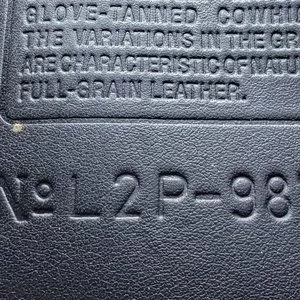 GLOVE-TANNED COWHI
THE VARIATIONS IN THE GR
ARE CHARACTERISTIC OF NATU
FULL-GRAIN LEATHER.
No L2P-98